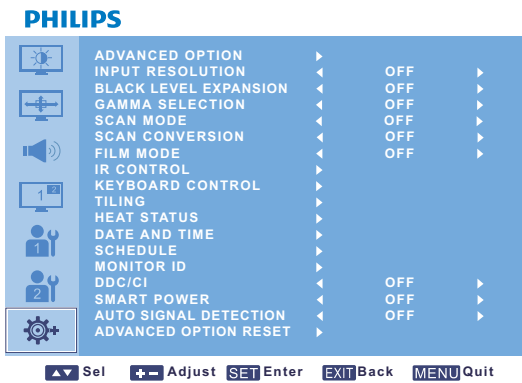 PHILIPS
ADVANCED OPTION
INPUT RESOLUTION OFF
BLACK LEVEL EXPANSION OFF
GAMMA SELECTION OFF
SCAN MODE OFF
SCAN CONVERSION OFF
FILM MODE OFF
IR CONTROL
KEYBOARD CONTROL
TILING
HEAT STATUS
DATE AND TIME
SCHEDULE
MONITOR ID
DDC/CI OFF
SMART POWER OFF
AUTO SIGNAL DETECTION OFF
ADVANCED OPTION RESET
1 2
1
2
Sel Adjust SET Enter EXIT Back MENU Quit